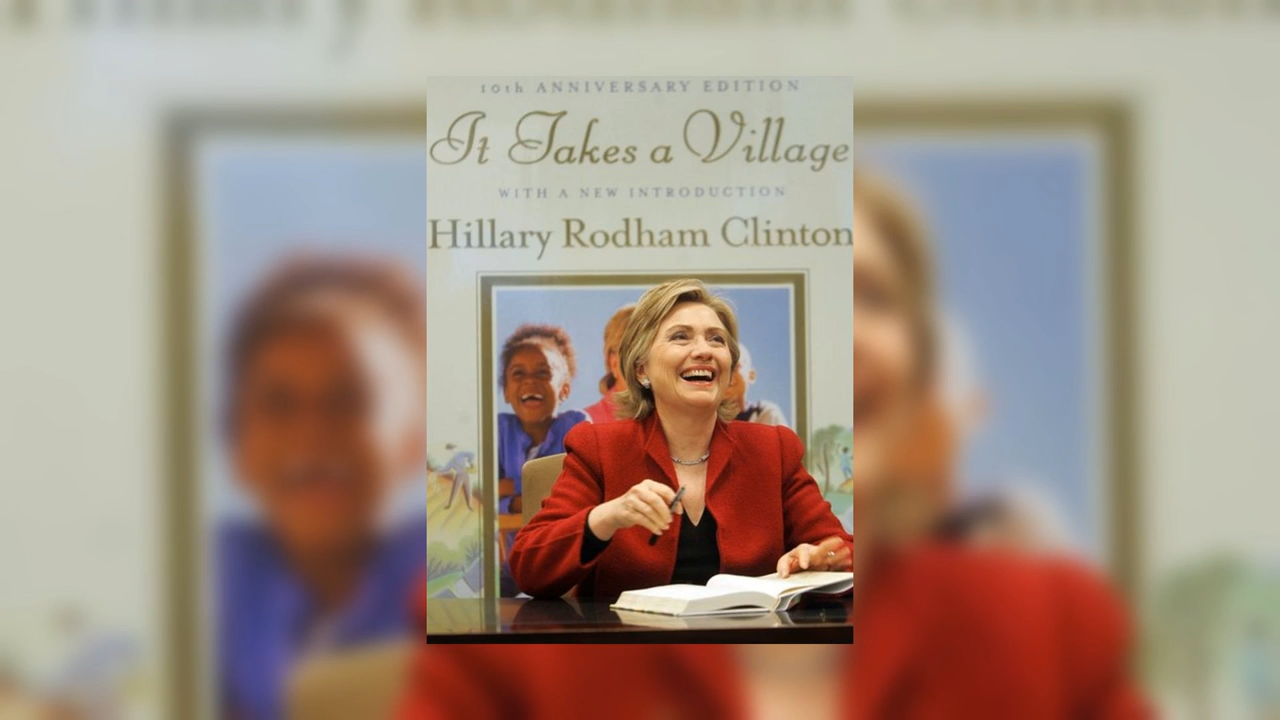 10th ANNIVERSARY EDITION
It Takes a Village
WITH A NEW INTRODUCTION
Hillary Rodham Clinton